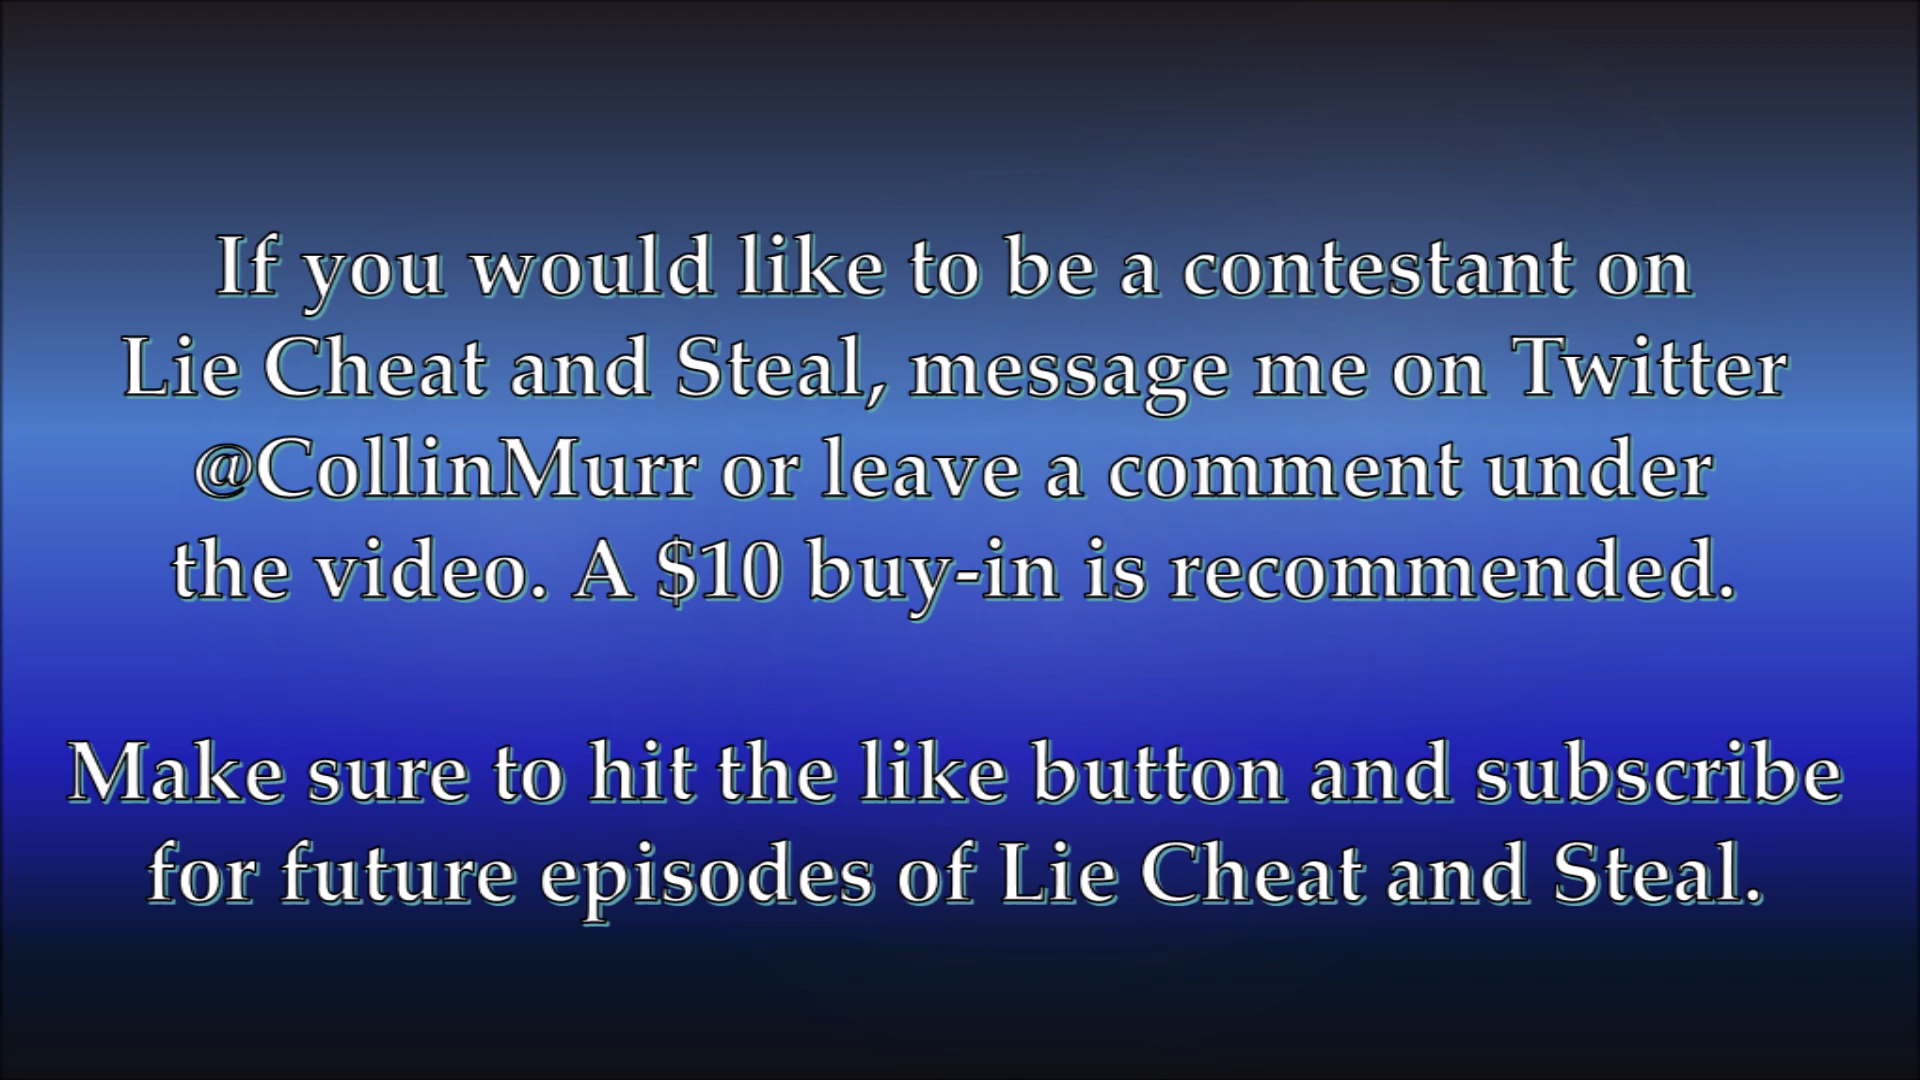 If you would like to be a contestant on
Lie Cheat and Steal, message me on Twitter
@CollinMurr or leave a comment under
the video. A $10 buy-in is recommended.
Make sure to hit the like button and subscribe
for future episodes of Lie Cheat and Steal.